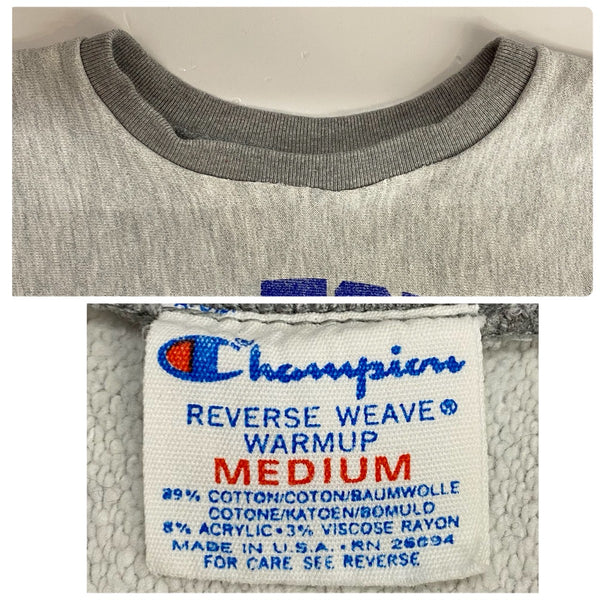 Champion
REVERSE WEAVE®
WARMUP
MEDIUM
89% COTTON/COTON/BAUMWOLLE
COTONE/KATOEN/BOMULD
8% ACRYLIC • 3% VISCOSE RAYON
MADE IN U.S.A. • RN 26094
FOR CARE SEE REVERSE